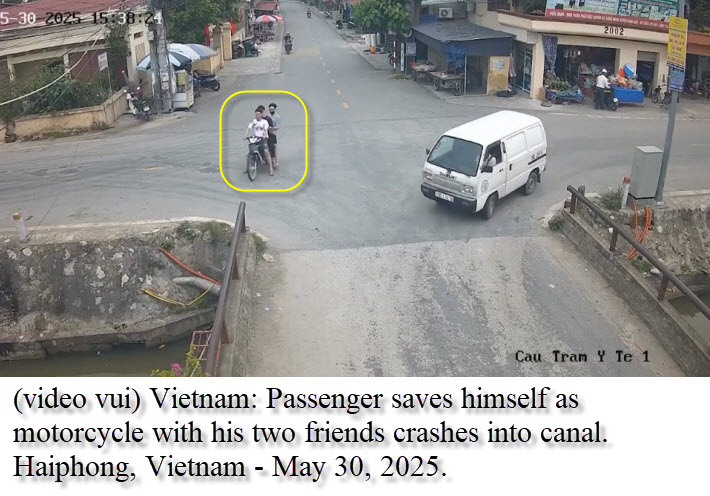 5-30 2025 15:38:24
2002
Cau Tram Y Te 1
(video vui) Vietnam: Passenger saves himself as
motorcycle with his two friends crashes into canal.
Haiphong, Vietnam - May 30, 2025.